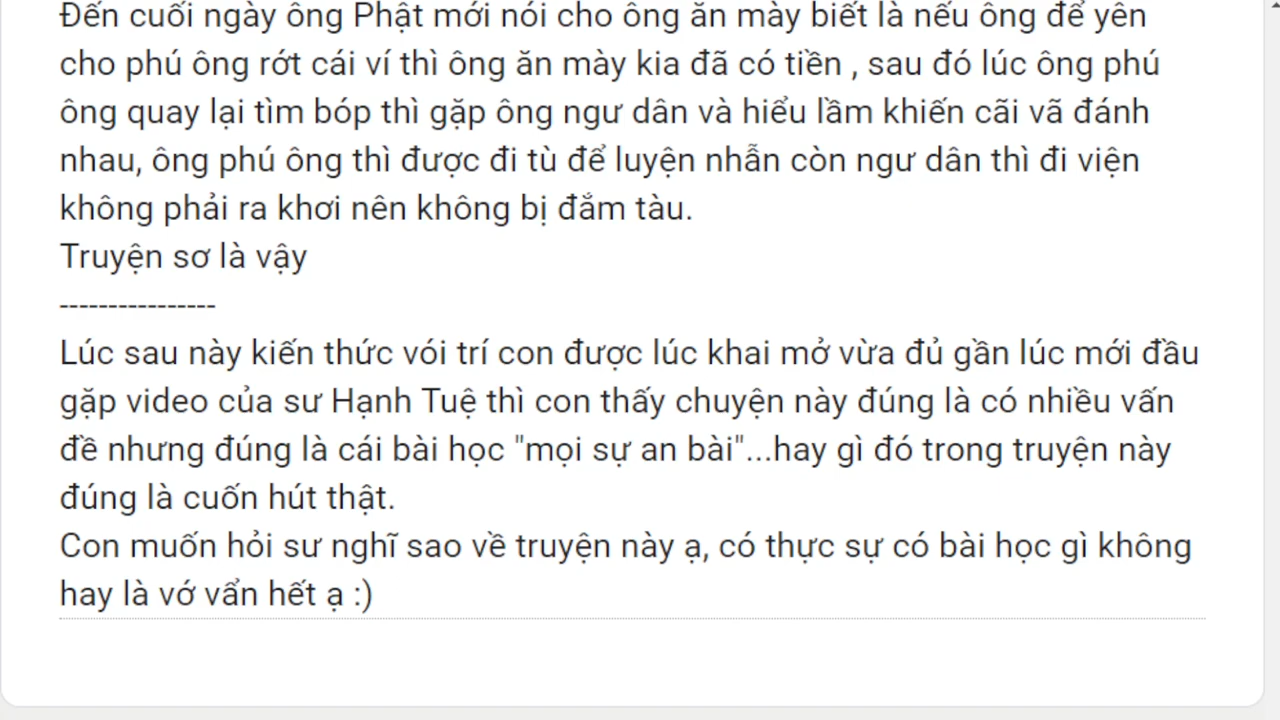 Đến cuối ngày ông Phật mới nói cho ông ăn mày biết là nếu ông để yên
cho phú ông rớt cái ví thì ông ăn mày kia đã có tiền , sau đó lúc ông phú
ông quay lại tìm bóp thì gặp ông ngư dân và hiểu lầm khiến cãi vã đánh
nhau, ông phú ông thì được đi tù để luyện nhẫn còn ngư dân thì đi viện
không phải ra khơi nên không bị đắm tàu.
Truyện sơ là vậy
----------------
Lúc sau này kiến thức vói trí con được lúc khai mở vừa đủ gần lúc mới đầu
gặp video của sư Hạnh Tuệ thì con thấy chuyện này đúng là có nhiều vấn
đề nhưng đúng là cái bài học "mọi sự an bài"...hay gì đó trong truyện này
đúng là cuốn hút thật.
Con muốn hỏi sư nghĩ sao về truyện này ạ, có thực sự có bài học gì không
hay là vớ vẩn hết ạ :)